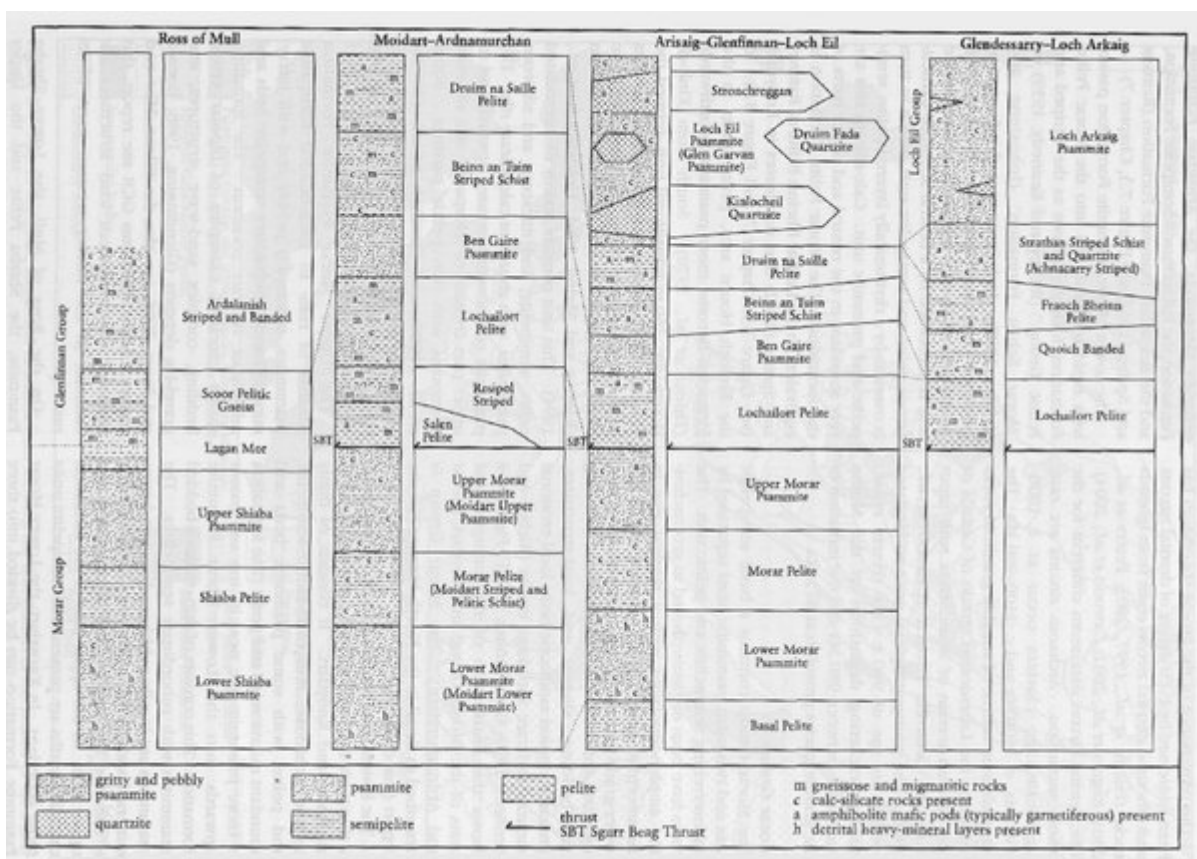 Ross of Mull
Moidart–Ardnamurchan
Arisaig–Glenfinnan–Loch Eil
Glendessarry–Loch Arkaig
Glenfinnan Group
Morar Group
Ardalanish
Striped and Banded
Scoor Pelitic
Gneiss
Lagan Mor
Upper Shiaba
Psammite
Shiaba Pelite
Lower Shiaba
Psammite
SBT
Druim na Saille
Pelite
Beinn an Tuim
Striped Schist
Ben Gaire
Psammite
Lochailort
Pelite
Resipol
Striped
Salen
Pelite
Upper Morar
Psammite
(Moidart Upper
Psammite)
Morar Pelite
(Moidart Striped and
Pelitic Schist)
Lower Morar
Psammite
(Moidart Lower
Psammite)
SBT
Stronchreggan
Loch Eil
Psammite
(Glen Garvan
Psammite)
Druim Fada
Quartzite
Kinlocheil
Quartzite
Druim na Saille
Pelite
Beinn an Tuim
Striped Schist
Ben Gaire
Psammite
Lochailort Pelite
Upper Morar
Psammite
Morar Pelite
Lower Morar
Psammite
Basal Pelite
Loch Eil Group
SBT
Loch Arkaig
Psammite
Strathan Striped Schist
and Quartzite
(Achnacarry Striped)
Fraoch Bheinn
Pelite
Quoich Banded
Lochailort Pelite
gritty and pebbly
psammite
quartzite
psammite
semipelite
pelite
thrust
SBT Sgurr Beag Thrust
m gneissose and migmatitic rocks
c calc-silicate rocks present
a amphibolite mafic pods (typically garnetiferous) present
h detrital heavy-mineral layers present